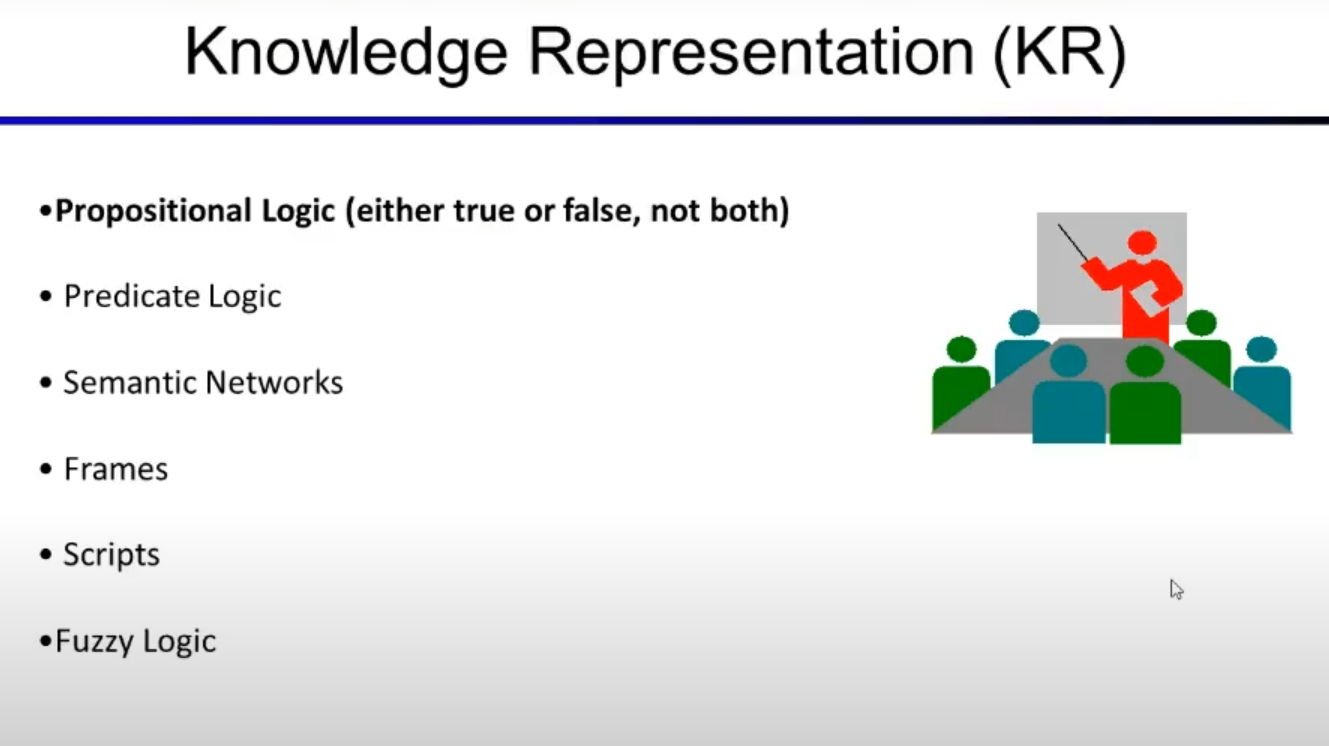 Knowledge Representation (KR)
•Propositional Logic (either true or false, not both)
• Predicate Logic
• Semantic Networks
• Frames
• Scripts
•Fuzzy Logic